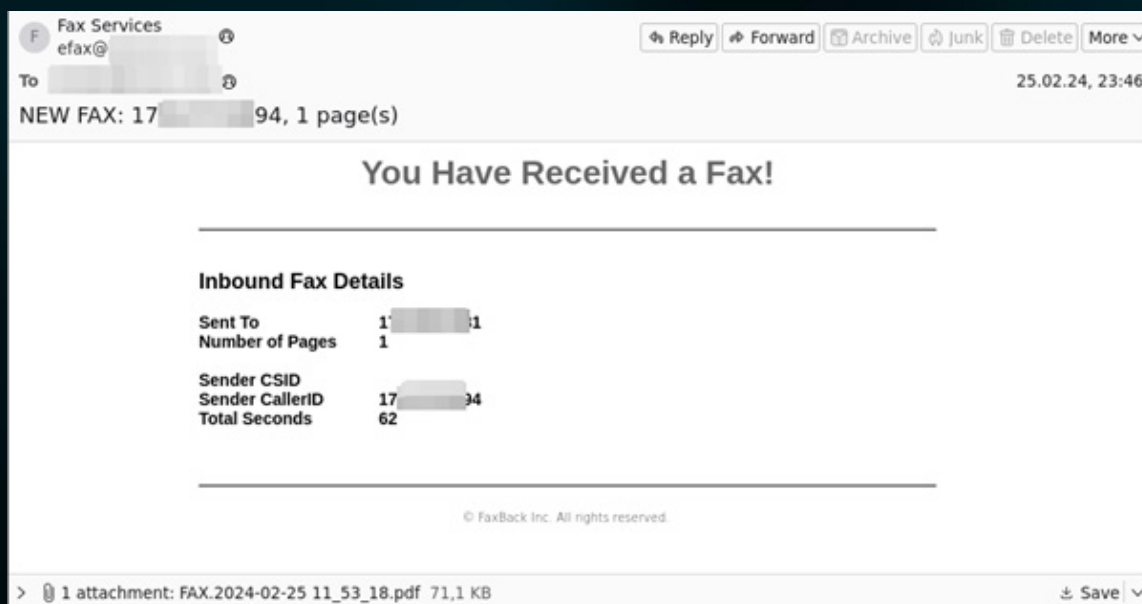 F
Fax Services
efax@
Reply Forward Archive Junk Delete More
To
25.02.24, 23:46
NEW FAX: 17 94, 1 page(s)
You Have Received a Fax!
Inbound Fax Details
Sent To 1 1
Number of Pages 1
Sender CSID
Sender CallerID 17 94
Total Seconds 62
© FaxBack Inc. All rights reserved.
1 attachment: FAX.2024-02-25 11_53_18.pdf 71,1 KB
Save